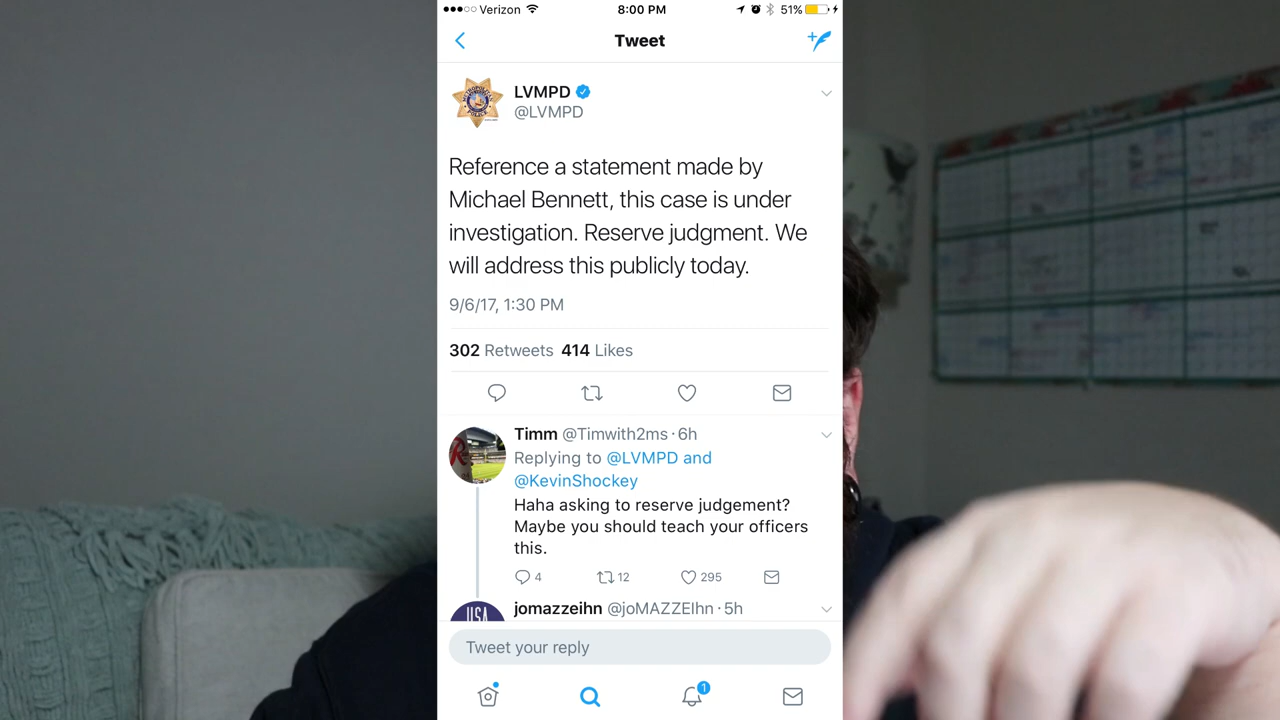 Verizon 8:00 PM 51%
Tweet
LVMPD
@LVMPD
Reference a statement made by
Michael Bennett, this case is under
investigation. Reserve judgment. We
will address this publicly today.
9/6/17, 1:30 PM
302 Retweets 414 Likes
Timm @Timwith2ms · 6h
Replying to @LVMPD and
@KevinShockey
Haha asking to reserve judgement?
Maybe you should teach your officers
this.
4 12 295
USA
jomazzeihn @joMAZZEIhn · 5h
Tweet your reply
1